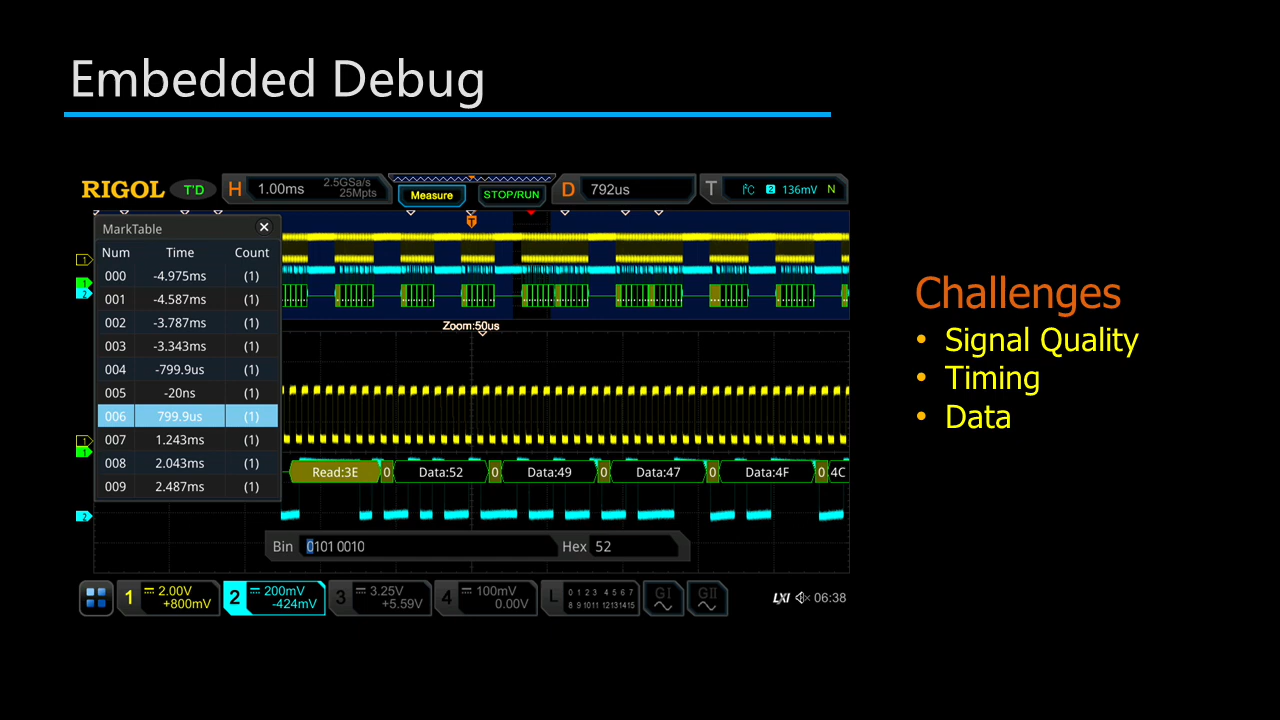 Embedded Debug
RIGOL T'D H 1.00ms 2.5GSa/s 25Mpts Measure STOP/RUN D 792us T I²C 2 136mV N
MarkTable
Num Time Count
000 -4.975ms (1)
001 -4.587ms (1)
002 -3.787ms (1)
003 -3.343ms (1)
004 -799.9us (1)
005 -20ns (1)
006 799.9us (1)
007 1.243ms (1)
008 2.043ms (1)
009 2.487ms (1)
T
1
1
2
Zoom:50us
1
1
Read:3E 0 Data:52 0 Data:49 0 Data:47 0 Data:4F 0 4C
2
Bin 0101 0010 Hex 52
1 2.00V +800mV
2 200mV -424mV
3 3.25V +5.59V
4 100mV 0.00V
L 0 1 2 3 4 5 6 7
8 9 10 11 12 13 14 15
GI GII
LXI 06:38
Challenges
• Signal Quality
• Timing
• Data